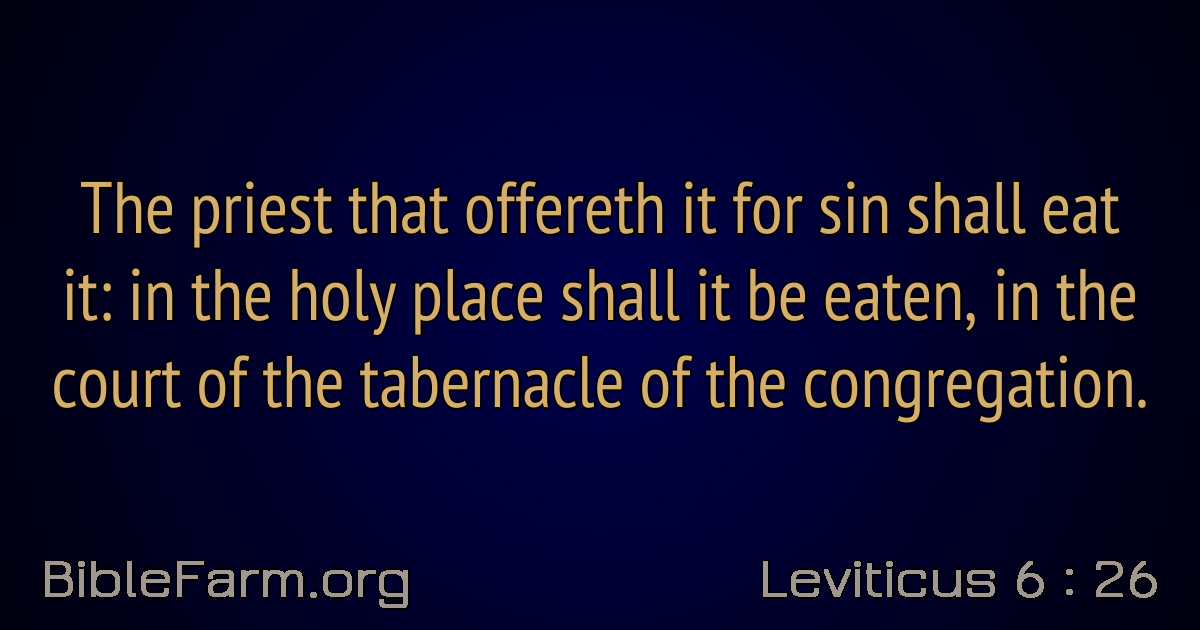 The priest that offereth it for sin shall eat
it: in the holy place shall it be eaten, in the
court of the tabernacle of the congregation.
BibleFarm.org
Leviticus 6 : 26